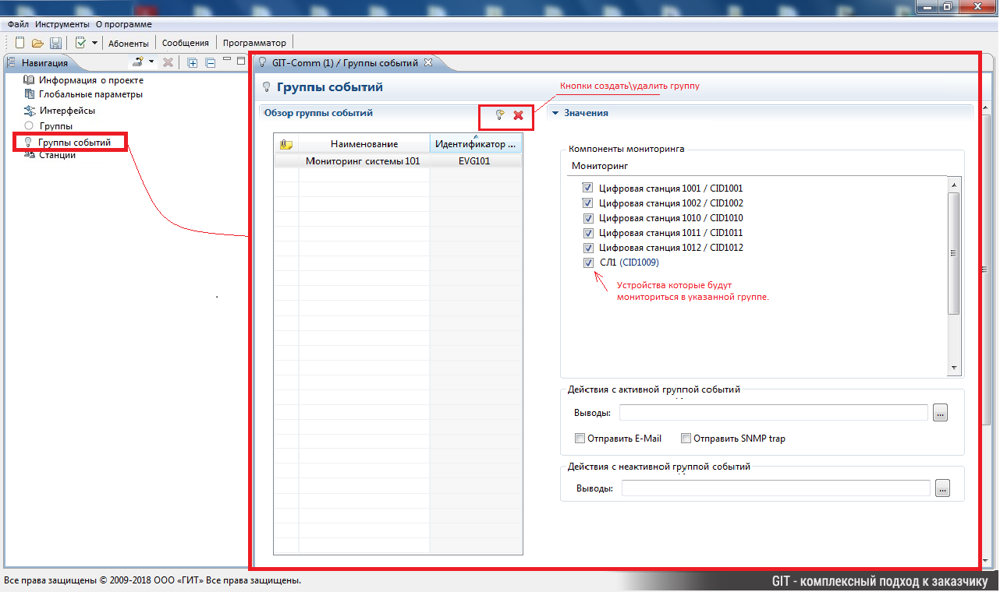 Файл Инструменты О программе
Абоненты Сообщения Программатор
Навигация
Информация о проекте
Глобальные параметры
Интерфейсы
Группы
Группы событий
Станции
GIT-Comm (1) / Группы событий
Группы событий
Кнопки создать\удалить группу
Обзор группы событий
Наименование Идентификатор ...
Мониторинг системы 101 EVG101
Значения
Компоненты мониторинга
Мониторинг
Цифровая станция 1001 / CID1001
Цифровая станция 1002 / CID1002
Цифровая станция 1010 / CID1010
Цифровая станция 1011 / CID1011
Цифровая станция 1012 / CID1012
СЛ1 (CID1009)
Устройства которые будут
мониториться в указанной группе.
Действия с активной группой событий
Выводы: ...
Отправить E-Mail Отправить SNMP trap
Действия с неактивной группой событий
Выводы: ...
Все права защищены © 2009-2018 ООО «ГИТ» Все права защищены.
GIT - комплексный подход к заказчику